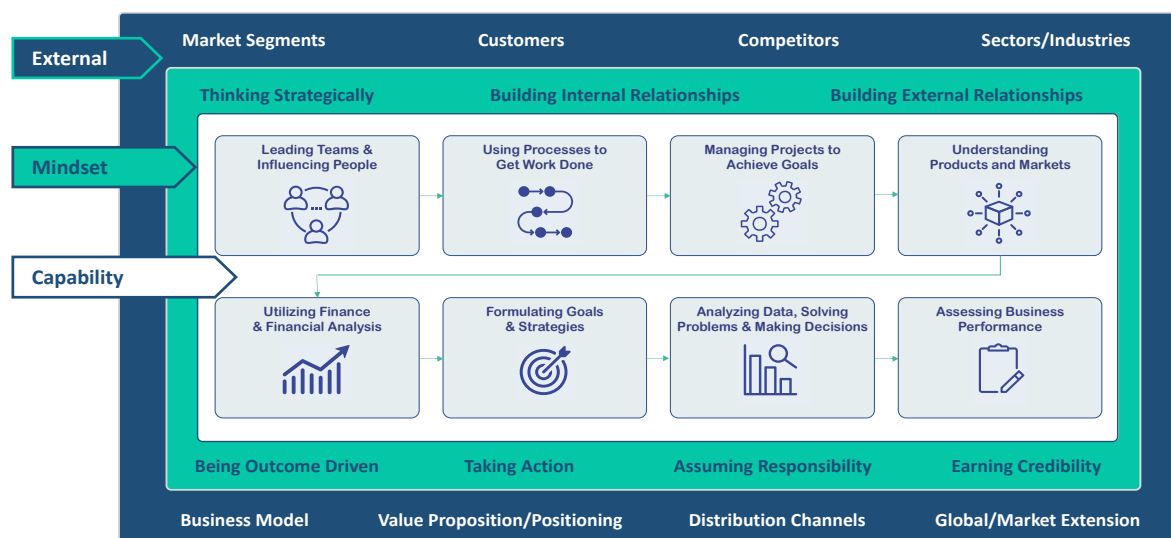 Market Segments
Customers
Competitors
Sectors/Industries
External
Thinking Strategically
Building Internal Relationships
Building External Relationships
Mindset
Leading Teams &
Influencing People
Using Processes to
Get Work Done
Managing Projects to
Achieve Goals
Understanding
Products and Markets
Capability
Utilizing Finance
& Financial Analysis
Formulating Goals
& Strategies
Analyzing Data, Solving
Problems & Making Decisions
Assessing Business
Performance
Being Outcome Driven
Taking Action
Assuming Responsibility
Earning Credibility
Business Model
Value Proposition/Positioning
Distribution Channels
Global/Market Extension